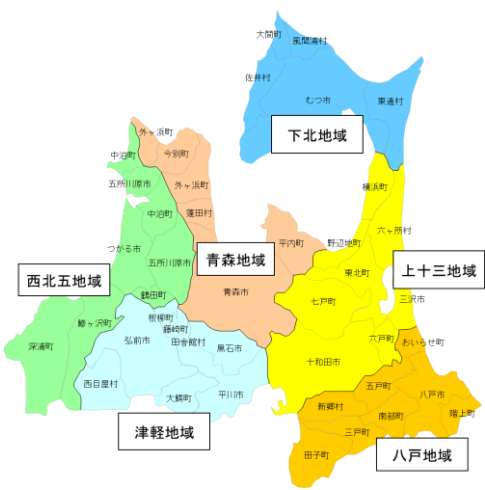 大間町
風間浦村
佐井村
むつ市
東通村
下北地域
外ヶ浜町
今別町
中泊町
五所川原市
外ヶ浜町
蓬田村
中泊町
つがる市
五所川原市
鶴田町
西北五地域
鰺ヶ沢町
深浦町
平内町
青森地域
青森市
横浜町
六ヶ所村
野辺地町
東北町
七戸町
上十三地域
三沢市
六戸町
十和田市
おいらせ町
板柳町
藤崎町
田舎館村
弘前市
黒石市
西目屋村
大鰐町
平川市
津軽地域
五戸町
八戸市
新郷村
南部町
階上町
三戸町
田子町
八戸地域